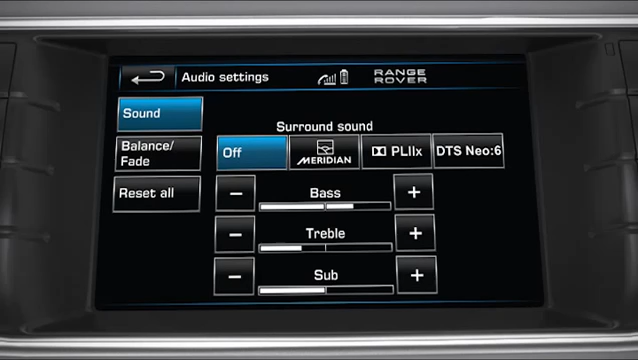 Audio settings
RANGE
ROVER
Sound
Surround sound
Balance/
Fade
Off
MERIDIAN
PLIIx
DTS Neo:6
Reset all
Bass
Treble
Sub